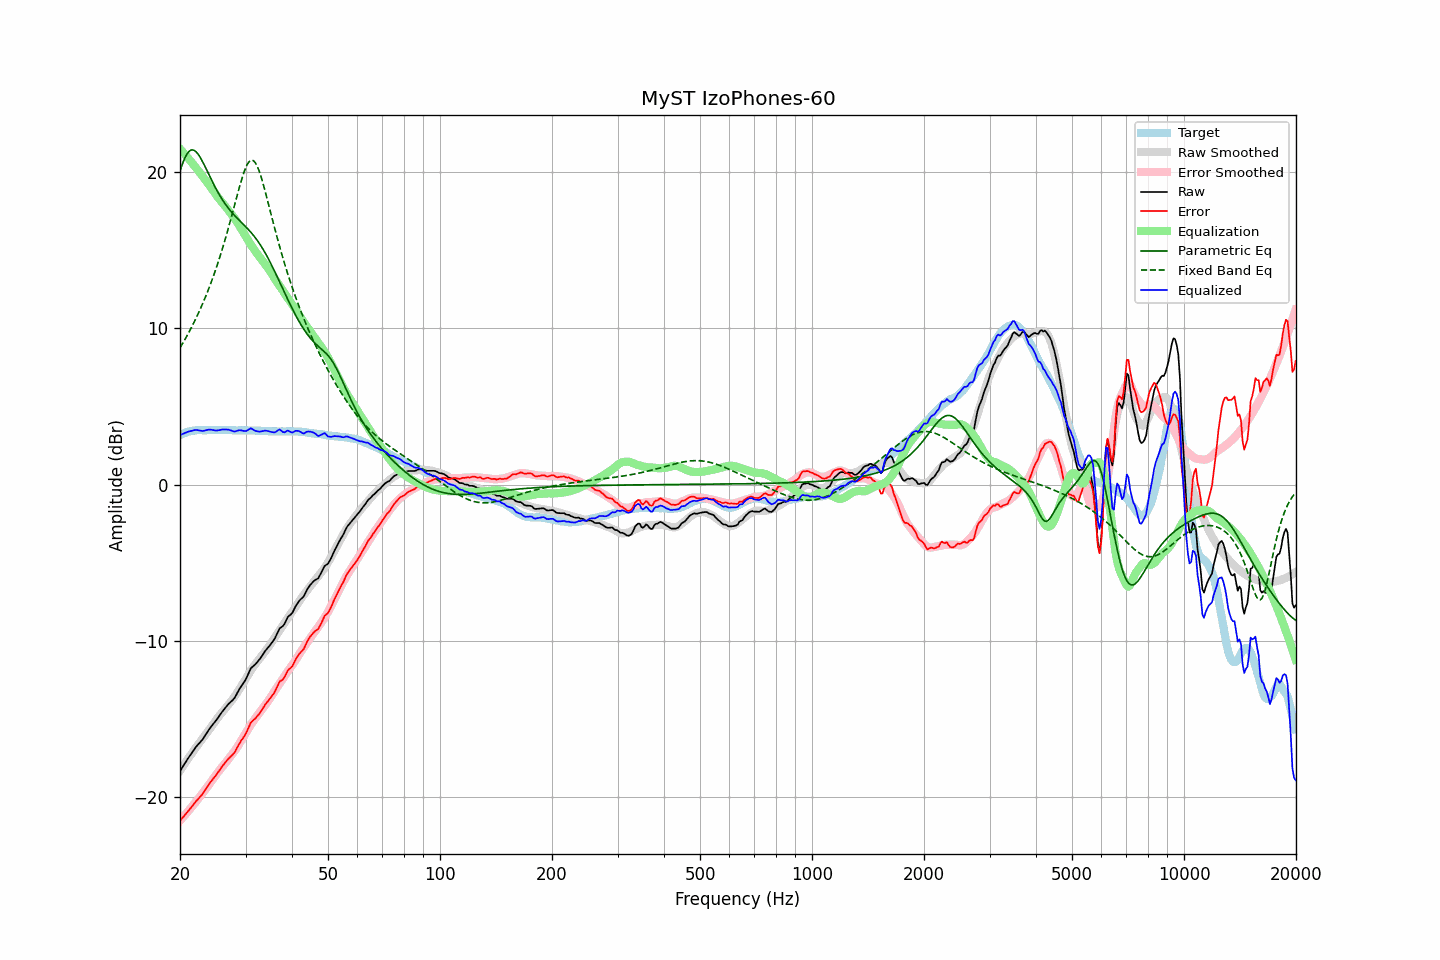 MyST IzoPhones-60
Target
Raw Smoothed
Error Smoothed
Raw
Error
Equalization
Parametric Eq
Fixed Band Eq
Equalized
20
10
0
−10
−20
Amplitude (dBr)
20 50 100 200 500 1000 2000 5000 10000 20000
Frequency (Hz)